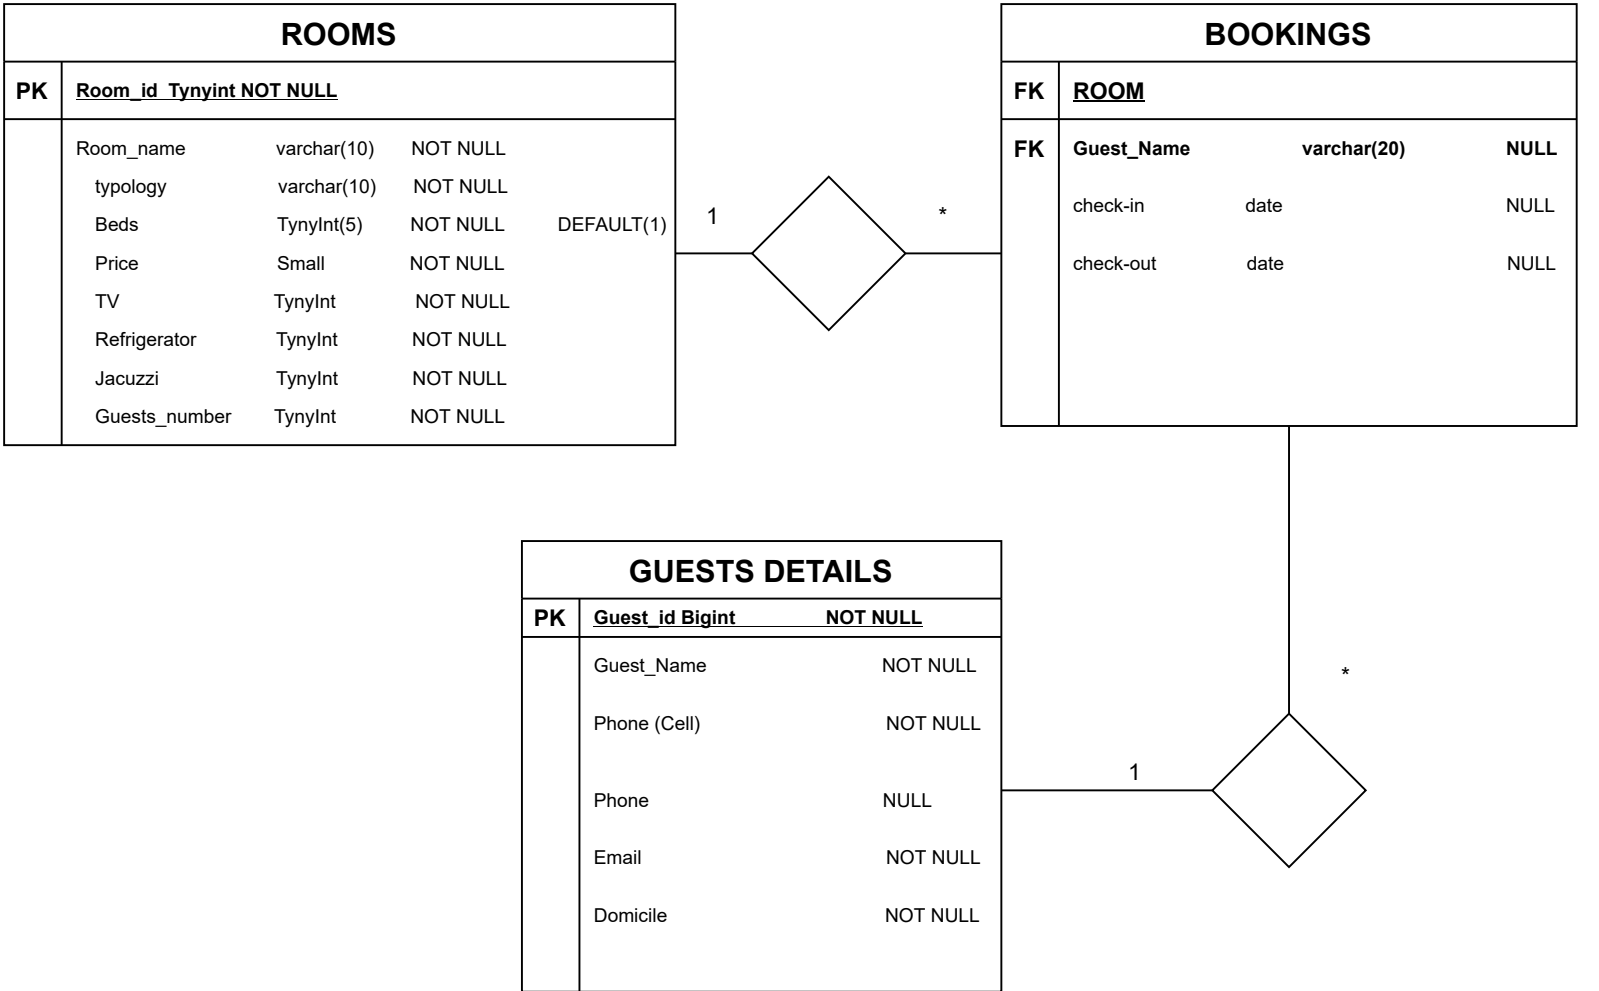 ROOMS
PK Room_id Tynyint NOT NULL
Room_name varchar(10) NOT NULL
typology varchar(10) NOT NULL
Beds TynyInt(5) NOT NULL DEFAULT(1)
Price Small NOT NULL
TV TynyInt NOT NULL
Refrigerator TynyInt NOT NULL
Jacuzzi TynyInt NOT NULL
Guests_number TynyInt NOT NULL
1
*
BOOKINGS
FK ROOM
FK Guest_Name varchar(20) NULL
check-in date NULL
check-out date NULL
GUESTS DETAILS
PK Guest_id Bigint NOT NULL
Guest_Name NOT NULL
Phone (Cell) NOT NULL
Phone NULL
Email NOT NULL
Domicile NOT NULL
1
*